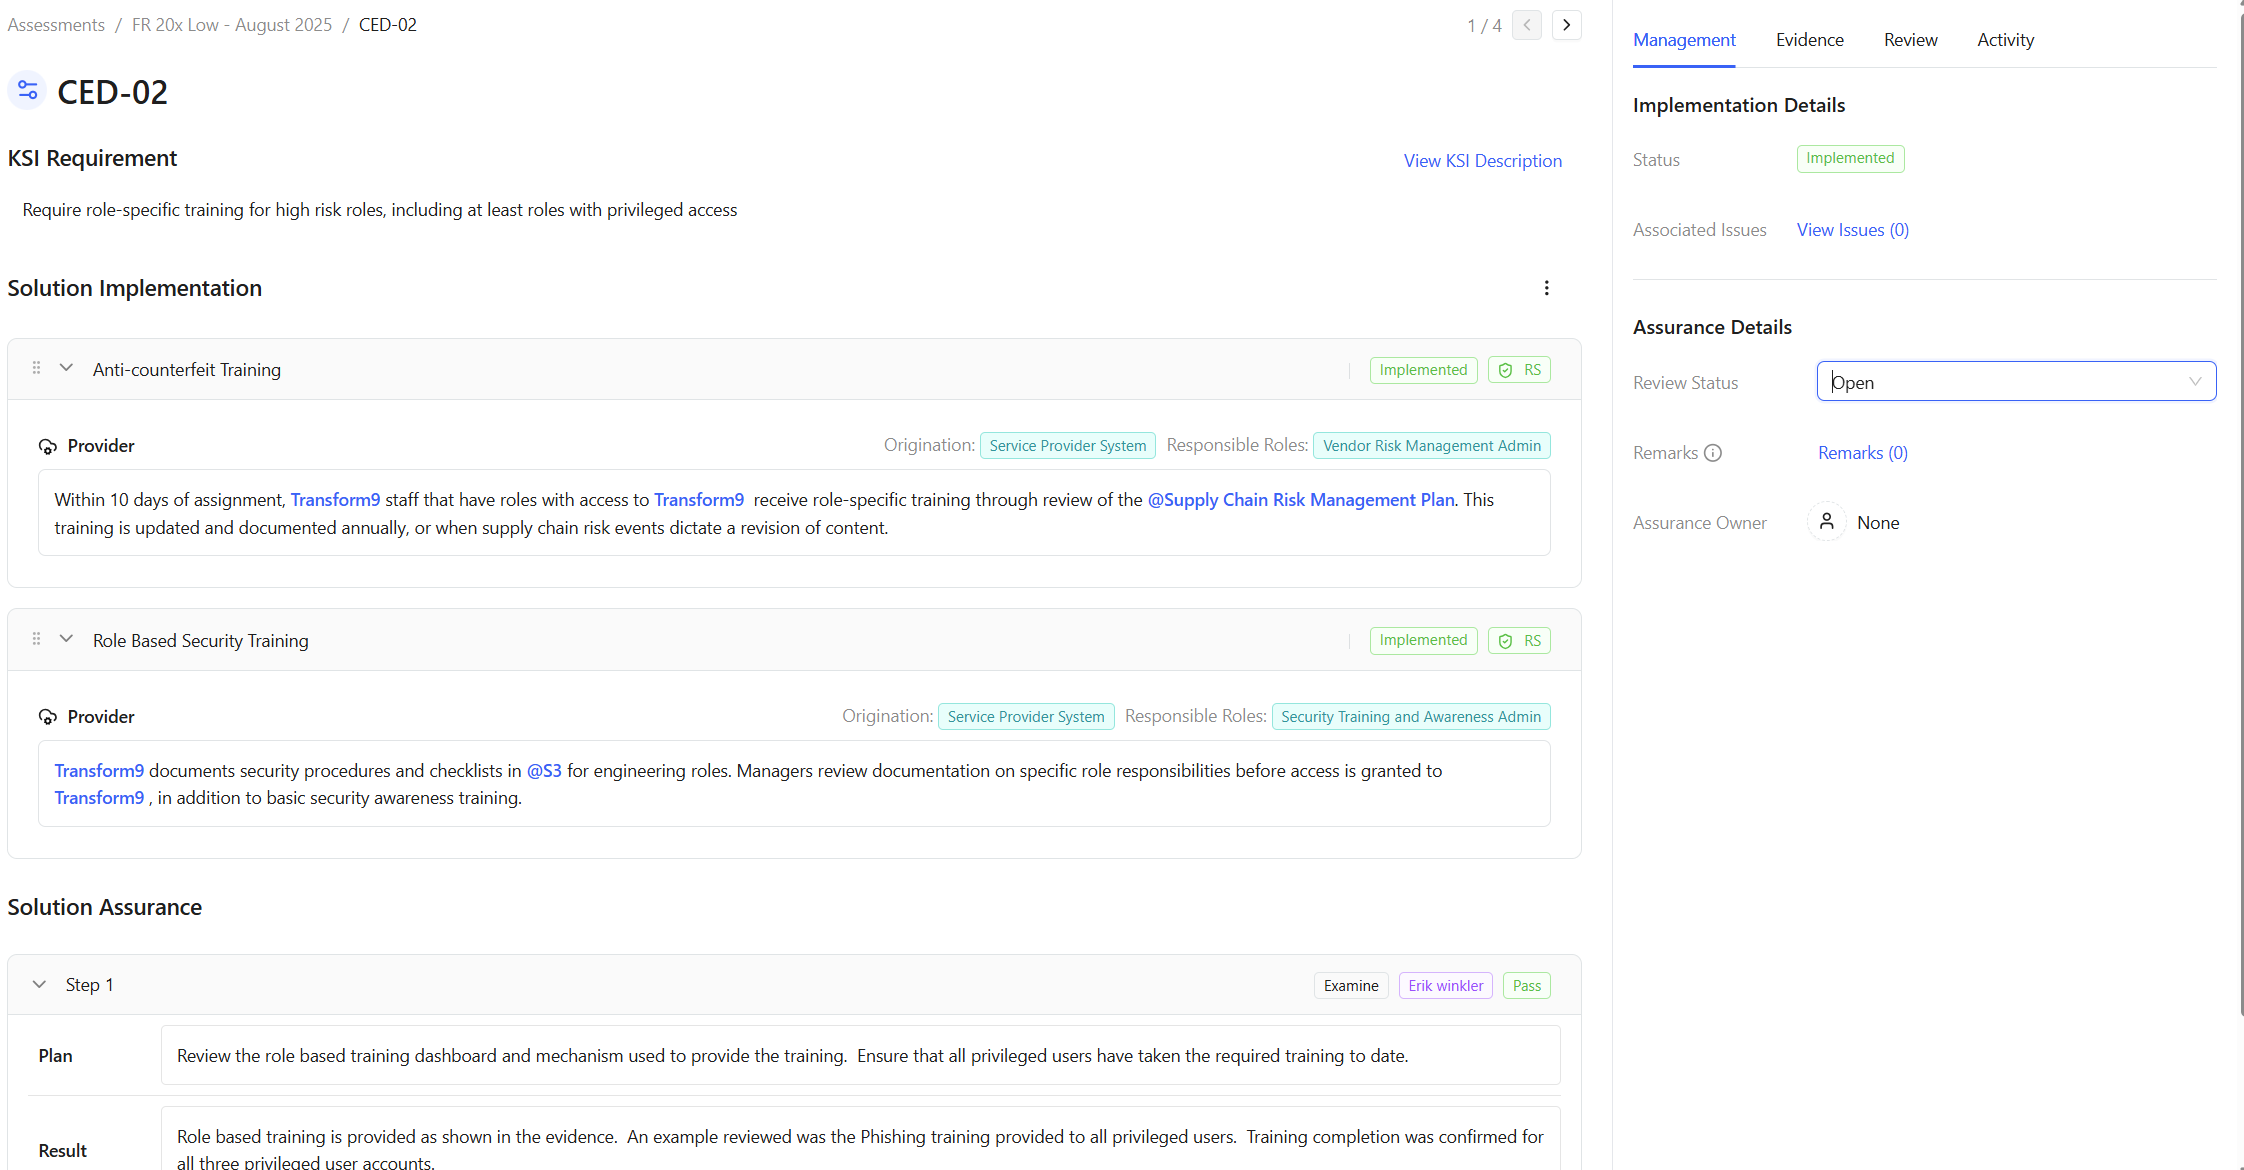 Assessments / FR 20x Low - August 2025 / CED-02
1 / 4
CED-02
KSI Requirement
View KSI Description
Require role-specific training for high risk roles, including at least roles with privileged access
Solution Implementation
Anti-counterfeit Training
Implemented
RS
Provider
Origination: Service Provider System Responsible Roles: Vendor Risk Management Admin
Within 10 days of assignment, Transform9 staff that have roles with access to Transform9 receive role-specific training through review of the @Supply Chain Risk Management Plan. This
training is updated and documented annually, or when supply chain risk events dictate a revision of content.
Role Based Security Training
Implemented
RS
Provider
Origination: Service Provider System Responsible Roles: Security Training and Awareness Admin
Transform9 documents security procedures and checklists in @S3 for engineering roles. Managers review documentation on specific role responsibilities before access is granted to
Transform9 , in addition to basic security awareness training.
Solution Assurance
Step 1
Examine
Erik winkler
Pass
Plan
Review the role based training dashboard and mechanism used to provide the training. Ensure that all privileged users have taken the required training to date.
Result
Role based training is provided as shown in the evidence. An example reviewed was the Phishing training provided to all privileged users. Training completion was confirmed for
all three privileged user accounts.
Management
Evidence
Review
Activity
Implementation Details
Status
Implemented
Associated Issues
View Issues (0)
Assurance Details
Review Status
Open
Remarks
Remarks (0)
Assurance Owner
None